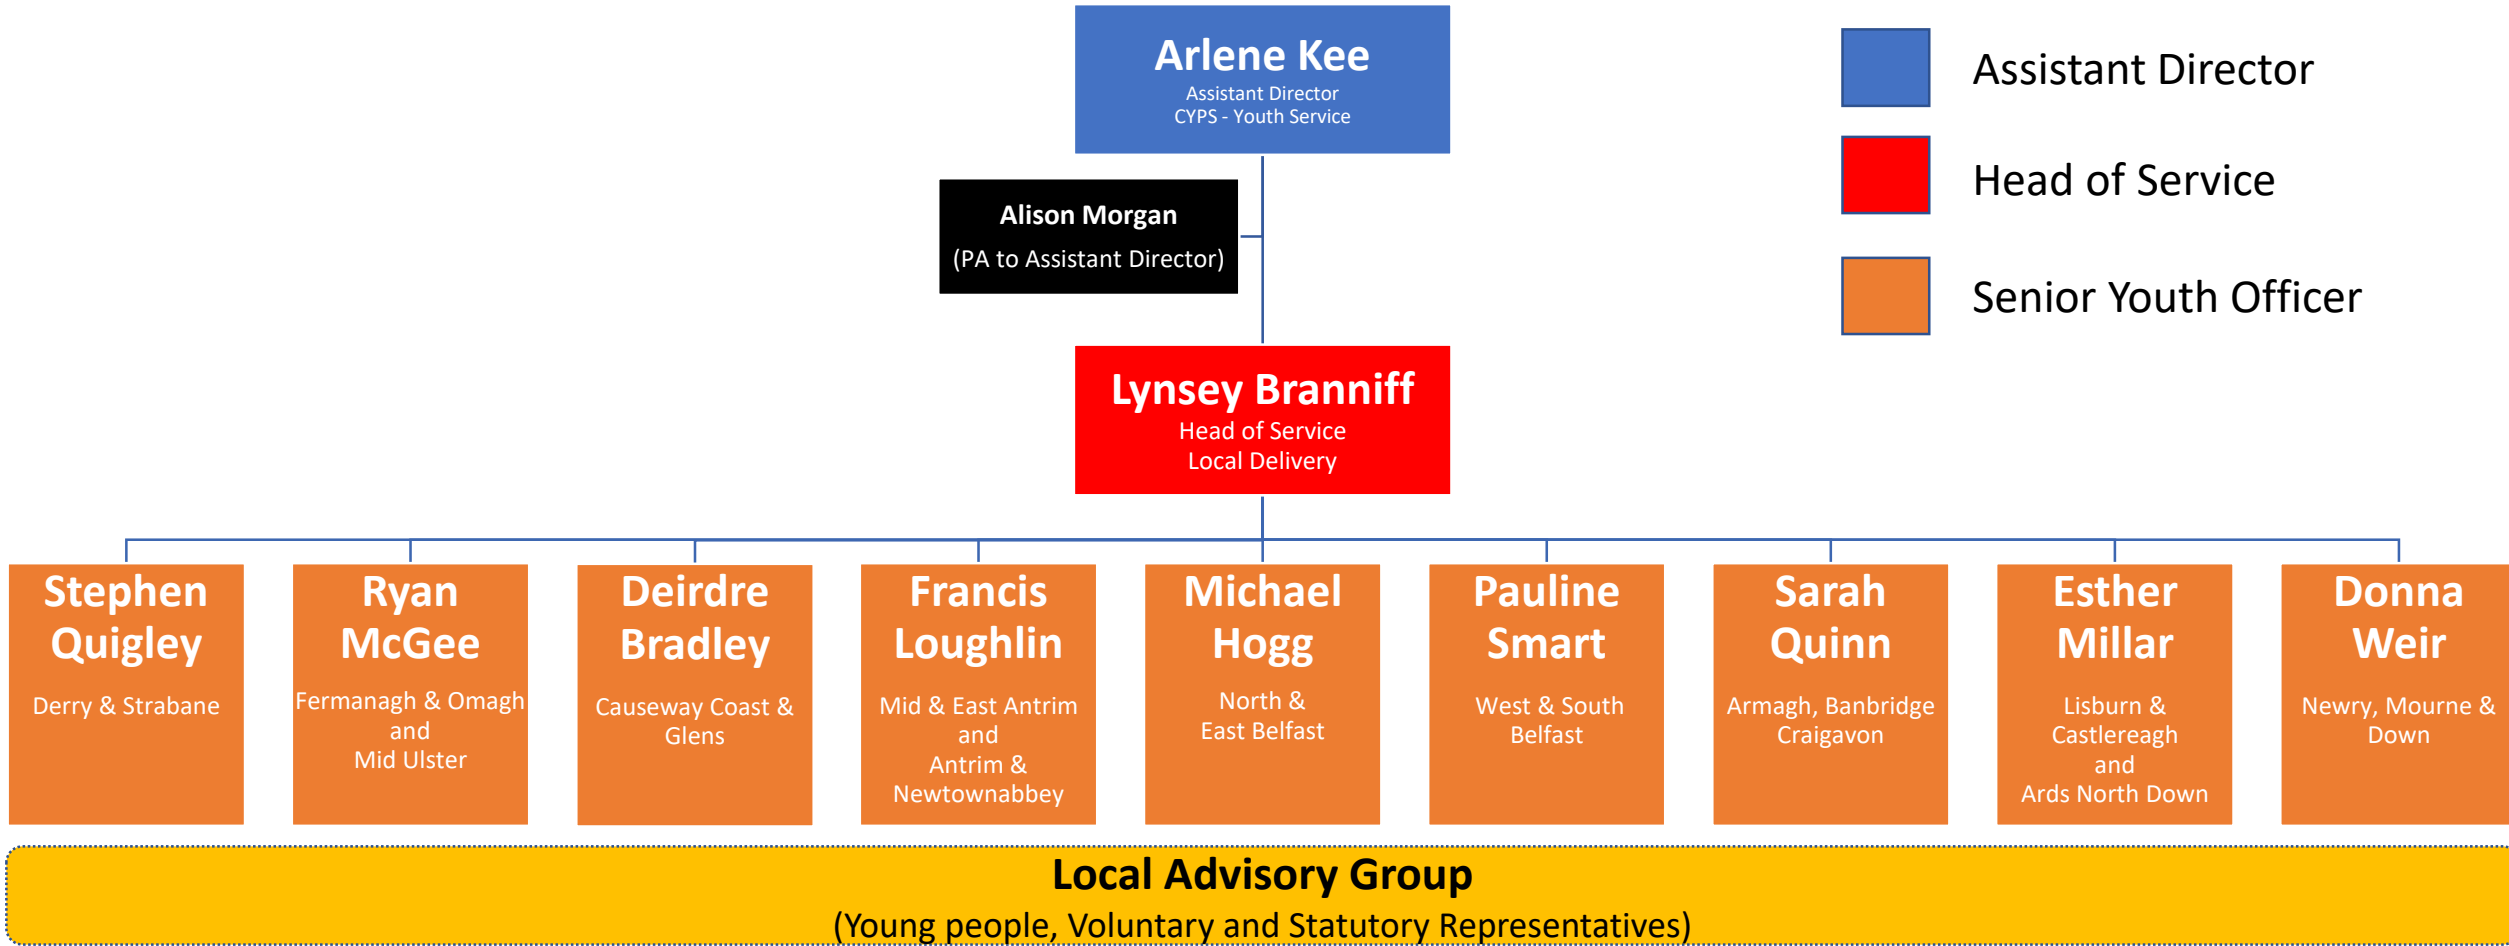 Arlene Kee
Assistant Director
CYPS - Youth Service
Assistant Director
Head of Service
Senior Youth Officer
Alison Morgan
(PA to Assistant Director)
Lynsey Branniff
Head of Service
Local Delivery
Stephen
Quigley
Derry & Strabane
Ryan
McGee
Fermanagh & Omagh
and
Mid Ulster
Deirdre
Bradley
Causeway Coast &
Glens
Francis
Loughlin
Mid & East Antrim
and
Antrim &
Newtownabbey
Michael
Hogg
North &
East Belfast
Pauline
Smart
West & South
Belfast
Sarah
Quinn
Armagh, Banbridge
Craigavon
Esther
Millar
Lisburn &
Castlereagh
and
Ards North Down
Donna
Weir
Newry, Mourne &
Down
Local Advisory Group
(Young people, Voluntary and Statutory Representatives)